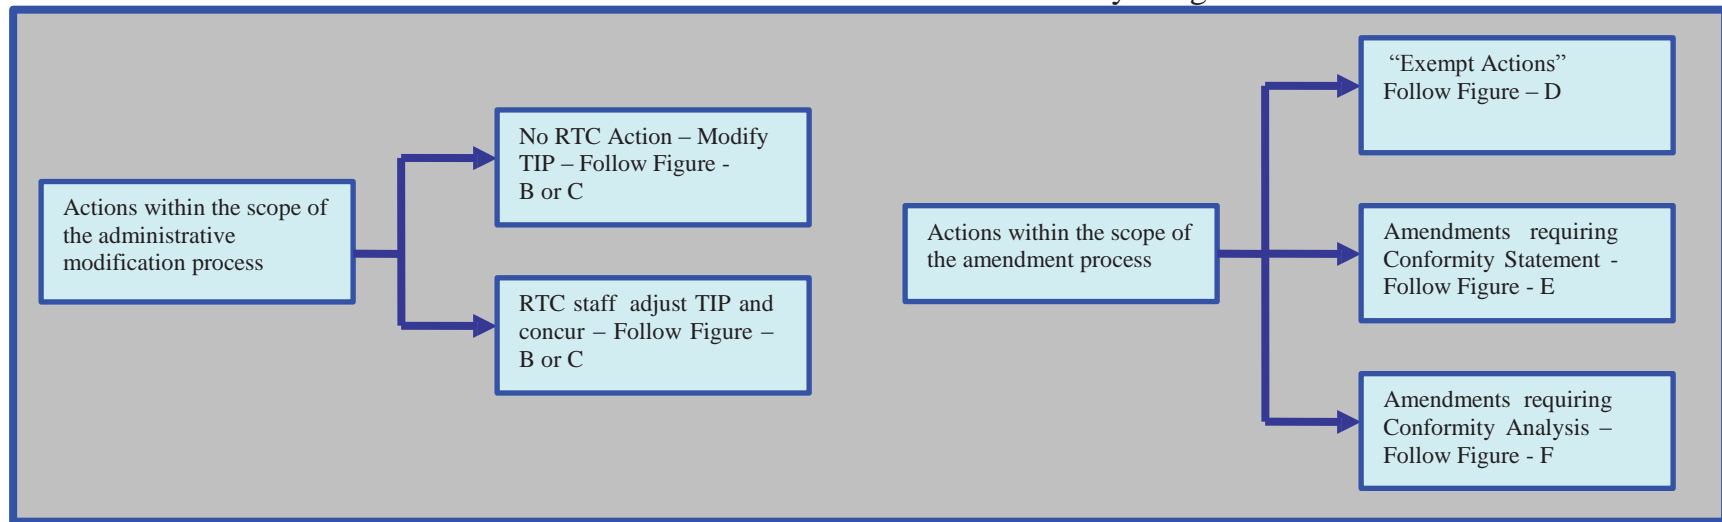 Actions within the scope of
the administrative
modification process
No RTC Action – Modify
TIP – Follow Figure -
B or C
RTC staff adjust TIP and
concur – Follow Figure –
B or C
Actions within the scope of
the amendment process
“Exempt Actions”
Follow Figure – D
Amendments requiring
Conformity Statement -
Follow Figure - E
Amendments requiring
Conformity Analysis –
Follow Figure - F